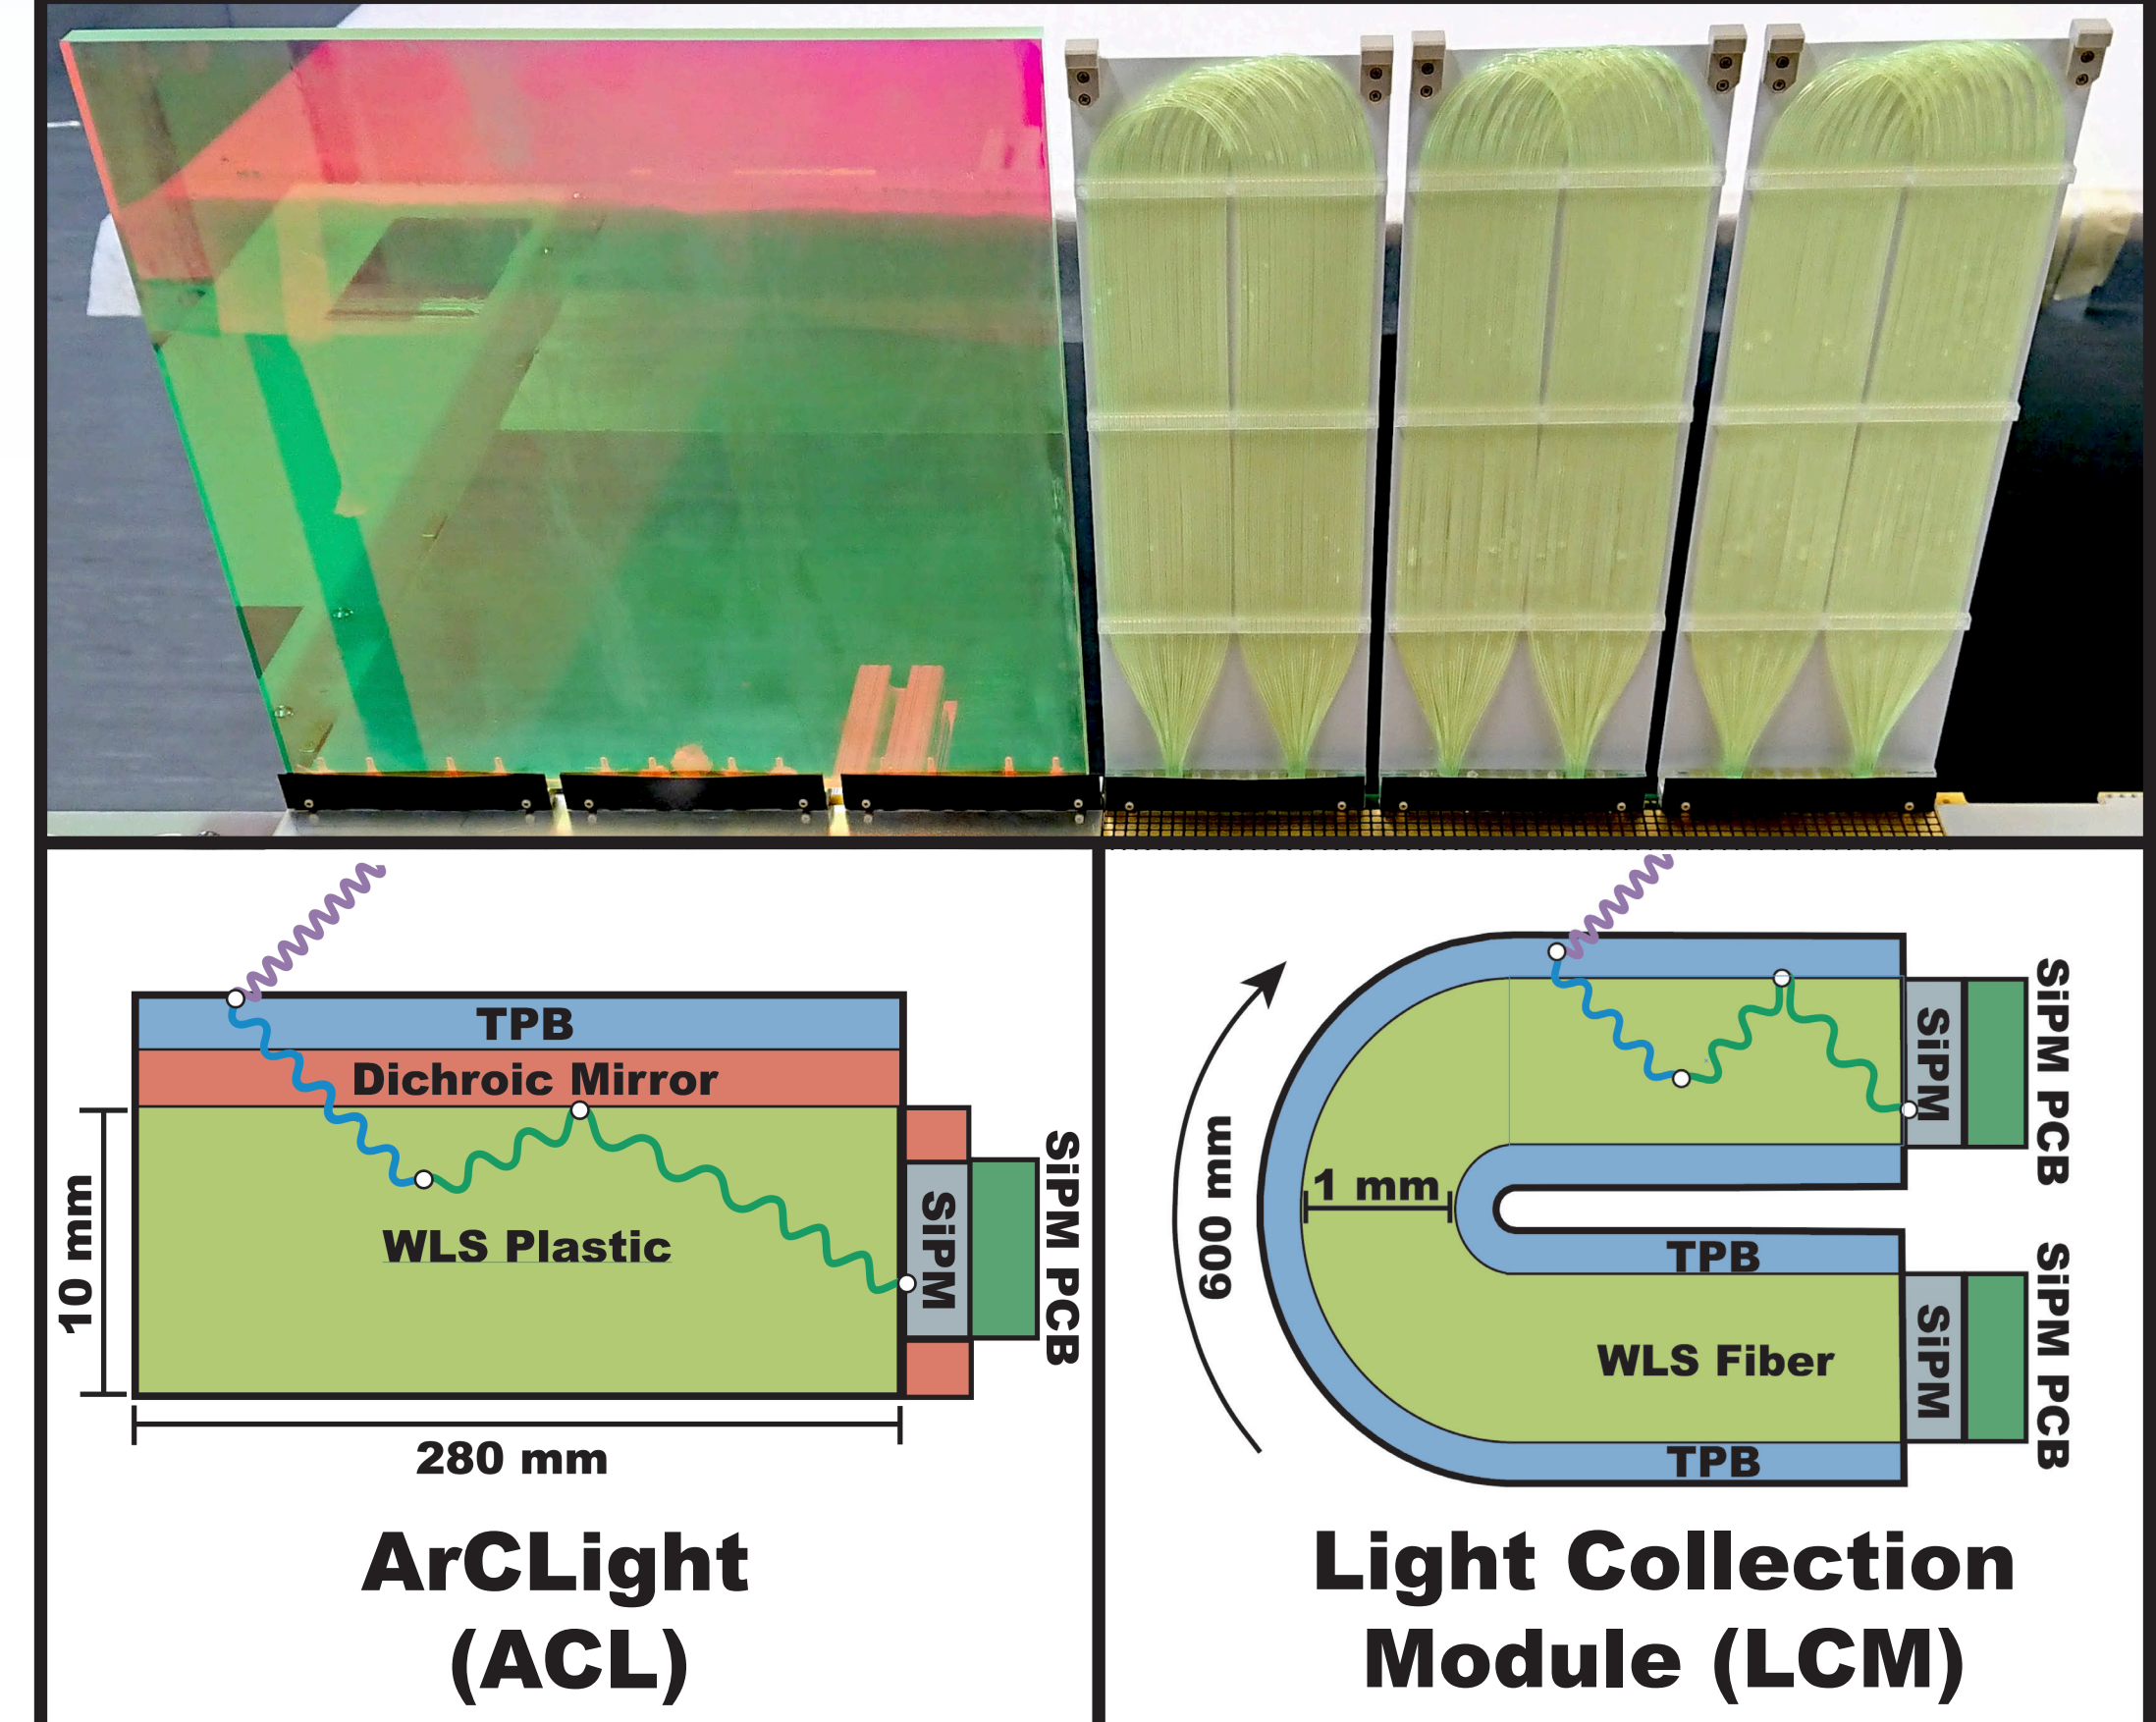 TPB
Dichroic Mirror
WLS Plastic
10 mm
280 mm
SiPM
SiPM PCB
ArCLight
(ACL)
600 mm
1 mm
TPB
WLS Fiber
TPB
SiPM
SiPM PCB
SiPM
SiPM PCB
Light Collection
Module (LCM)